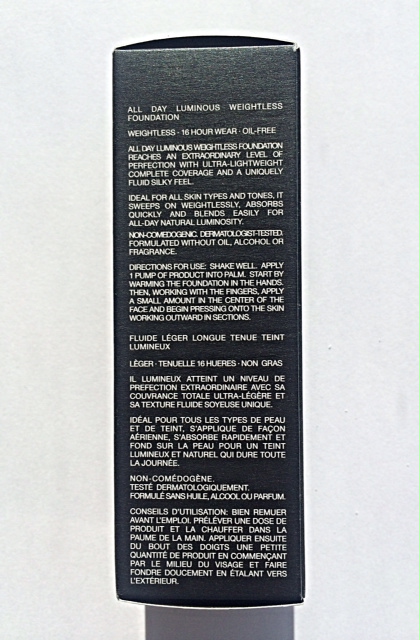 ALL DAY LUMINOUS WEIGHTLESS
FOUNDATION
WEIGHTLESS · 16 HOUR WEAR · OIL-FREE
ALL DAY LUMINOUS WEIGHTLESS FOUNDATION
REACHES AN EXTRAORDINARY LEVEL OF
PERFECTION WITH ULTRA-LIGHTWEIGHT
COMPLETE COVERAGE AND A UNIQUELY
FLUID SILKY FEEL.
IDEAL FOR ALL SKIN TYPES AND TONES, IT
SWEEPS ON WEIGHTLESSLY, ABSORBS
QUICKLY AND BLENDS EASILY FOR
ALL-DAY NATURAL LUMINOSITY.
NON-COMEDOGENIC. DERMATOLOGIST-TESTED.
FORMULATED WITHOUT OIL, ALCOHOL OR
FRAGRANCE.
DIRECTIONS FOR USE: SHAKE WELL. APPLY
1 PUMP OF PRODUCT INTO PALM. START BY
WARMING THE FOUNDATION IN THE HANDS.
THEN, WORKING WITH THE FINGERS, APPLY
A SMALL AMOUNT IN THE CENTER OF THE
FACE AND BEGIN PRESSING ONTO THE SKIN
WORKING OUTWARD IN SECTIONS.
FLUIDE LÉGER LONGUE TENUE TEINT
LUMINEUX
LÉGER · TENUELLE 16 HUERES · NON GRAS
IL LUMINEUX ATTEINT UN NIVEAU DE
PREFECTION EXTRAORDINAIRE AVEC SA
COUVRANCE TOTALE ULTRA-LÉGÈRE ET
SA TEXTURE FLUIDE SOYEUSE UNIQUE.
IDÉAL POUR TOUS LES TYPES DE PEAU
ET DE TEINT, S'APPLIQUE DE FAÇON
AÉRIENNE, S'ABSORBE RAPIDEMENT ET
FOND SUR LA PEAU POUR UN TEINT
LUMINEUX ET NATUREL QUI DURE TOUTE
LA JOURNÉE.
NON-COMÉDOGÈNE.
TESTÉ DERMATOLOGIQUEMENT.
FORMULÉ SANS HUILE, ALCOOL OU PARFUM.
CONSEILS D'UTILISATION: BIEN REMUER
AVANT L'EMPLOI. PRÉLÉVER UNE DOSE DE
PRODUIT ET LA CHAUFFER DANS LA
PAUME DE LA MAIN. APPLIQUER ENSUITE
DU BOUT DES DOIGTS UNE PETITE
QUANTITÉ DE PRODUIT EN COMMENÇANT
PAR LE MILIEU DU VISAGE ET FAIRE
FONDRE DOUCEMENT EN ÉTALANT VERS
L'EXTÉRIEUR.